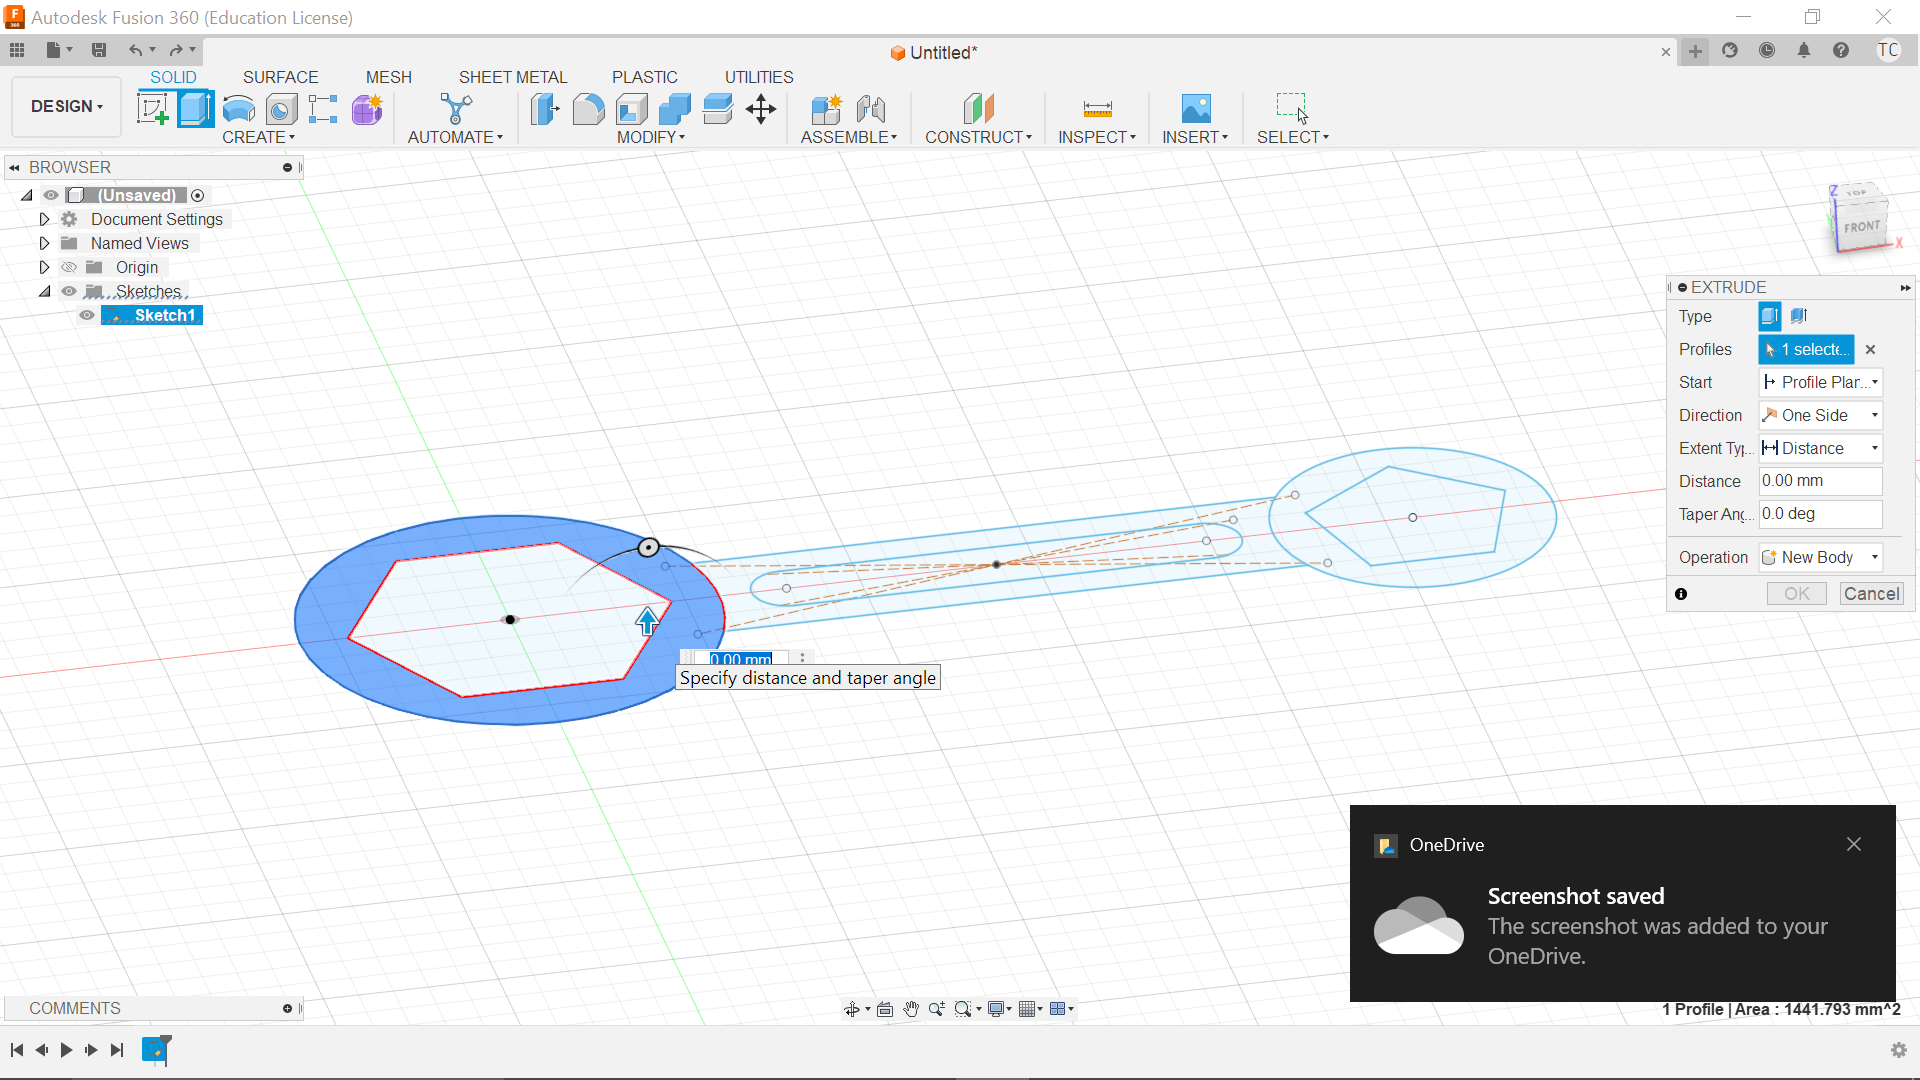 Autodesk Fusion 360 (Education License)
Untitled*
TC
SOLID SURFACE MESH SHEET METAL PLASTIC UTILITIES
DESIGN
CREATE AUTOMATE MODIFY ASSEMBLE CONSTRUCT INSPECT INSERT SELECT
BROWSER
(Unsaved)
Document Settings
Named Views
Origin
Sketches
Sketch1
Z
TOP
FRONT
X
EXTRUDE
Type
Profiles 1 selecte...
Start Profile Plan...
Direction One Side
Extent Ty... Distance
Distance 0.00 mm
Taper Ang... 0.0 deg
Operation New Body
OK Cancel
0.00 mm
Specify distance and taper angle
OneDrive
Screenshot saved
The screenshot was added to your
OneDrive.
COMMENTS
1 Profile | Area : 1441.793 mm^2